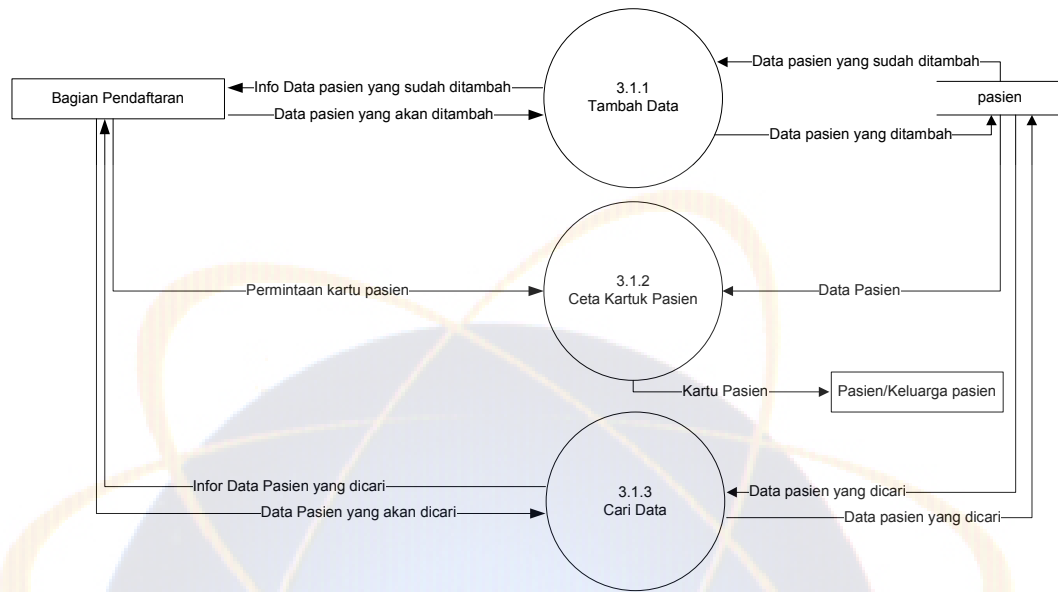 Data pasien yang sudah ditambah
3.1.1
Tambah Data
Info Data pasien yang sudah ditambah
Bagian Pendaftaran
pasien
Data pasien yang akan ditambah
Data pasien yang ditambah
3.1.2
Ceta Kartuk Pasien
Permintaan kartu pasien
Data Pasien
Kartu Pasien
Pasien/Keluarga pasien
Infor Data Pasien yang dicari
3.1.3
Cari Data
Data pasien yang dicari
Data Pasien yang akan dicari
Data pasien yang dicari